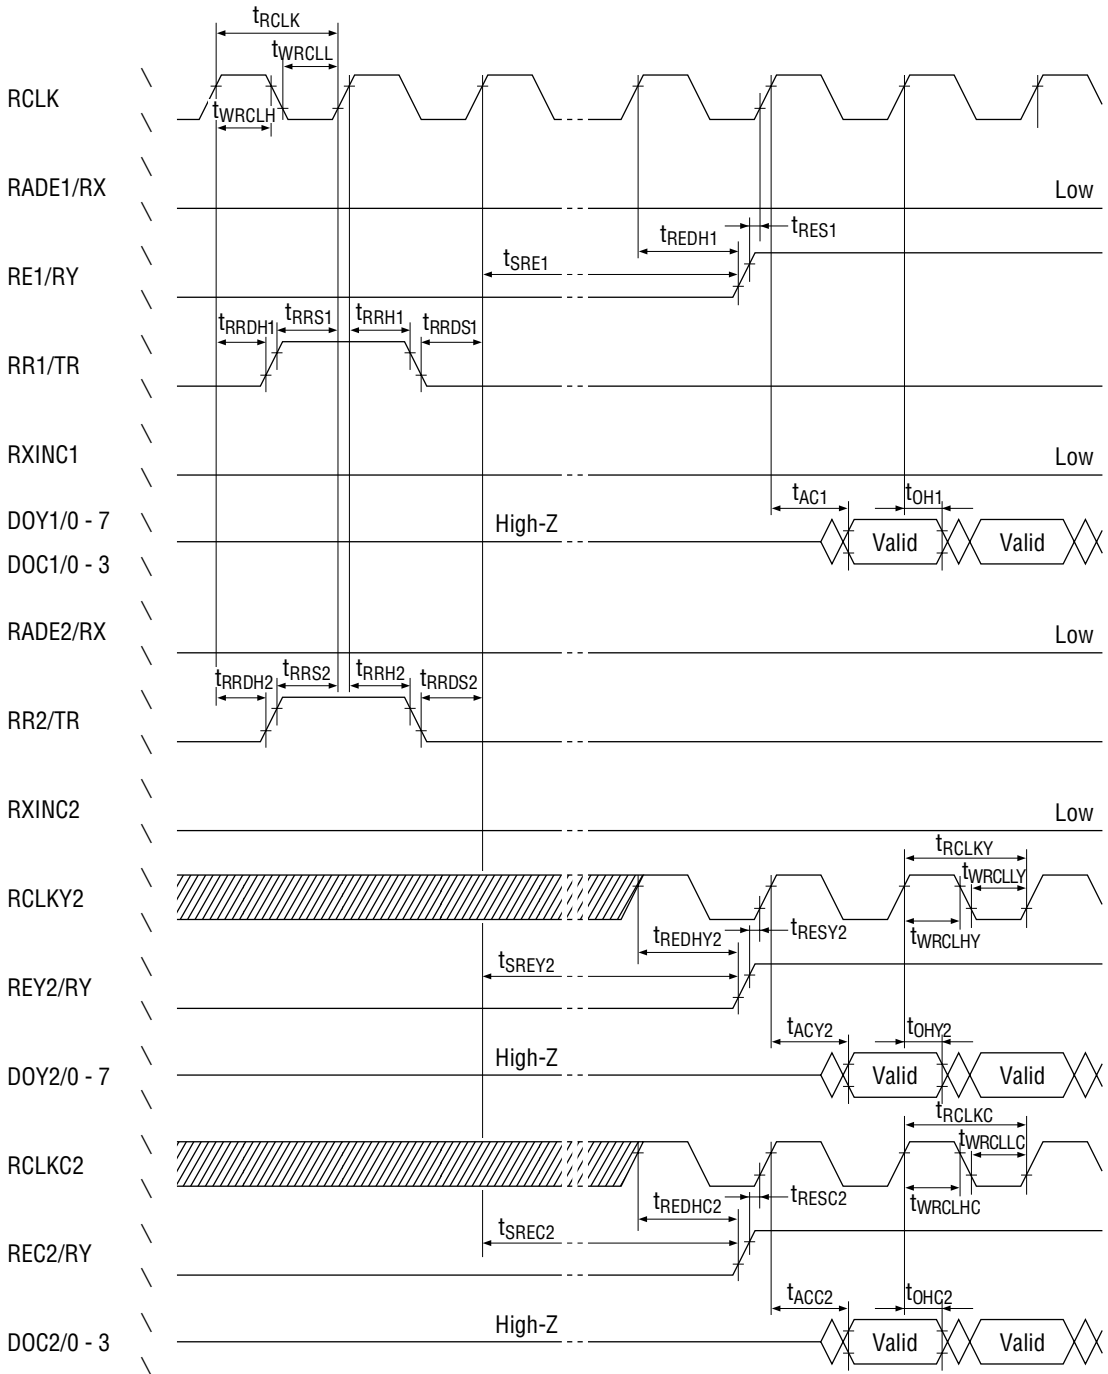 tRCLK
tWRCLL
RCLK
tWRCLH
RADE1/RX
Low
tREDH1
tRES1
tSRE1
RE1/RY
tRRDH1
tRRS1
tRRH1
tRRDS1
RR1/TR
RXINC1
Low
tAC1
tOH1
DOY1/0 - 7
High-Z
Valid
Valid
DOC1/0 - 3
RADE2/RX
Low
tRRDH2
tRRS2
tRRH2
tRRDS2
RR2/TR
RXINC2
Low
tRCLKY
tWRCLLY
RCLKY2
tWRCLHY
tREDHY2
tRESY2
tSREY2
REY2/RY
tACY2
tOHY2
High-Z
DOY2/0 - 7
Valid
Valid
tRCLKC
tWRCLLC
RCLKC2
tWRCLHC
tREDHC2
tRESC2
tSREC2
REC2/RY
tACC2
tOHC2
High-Z
DOC2/0 - 3
Valid
Valid